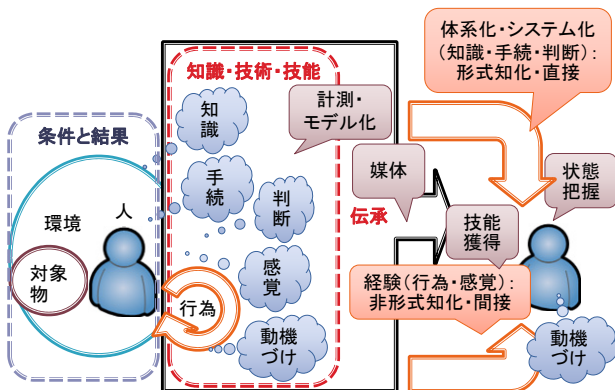 体系化・システム化
(知識・手続・判断):
形式知化・直接
知識・技術・技能
計測・
モデル化
知
識
条件と結果
媒体
状態
把握
手
続
判
断
人
環境
伝承
技能
獲得
対象
物
感
覚
経験(行為・感覚):
非形式知化・間接
行為
動機
づけ
動機
づけ